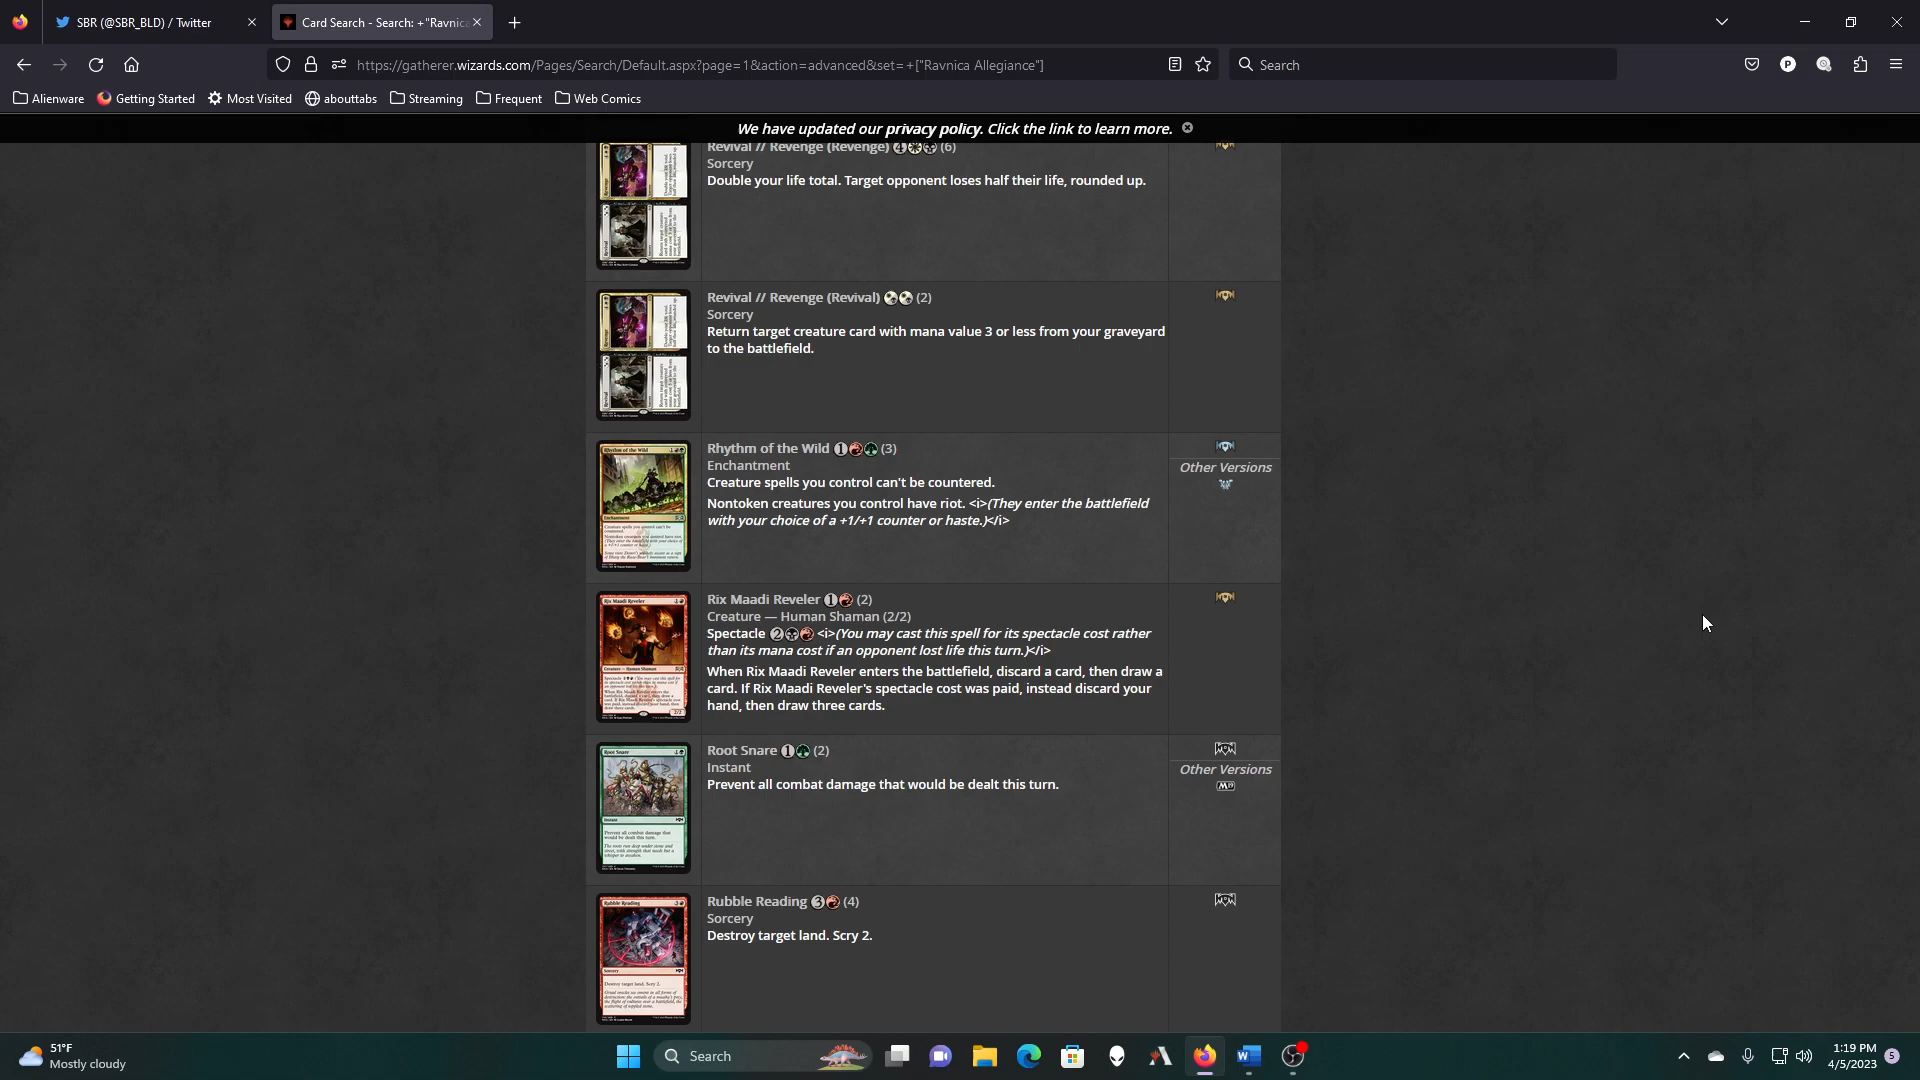 SBR (@SBR_BLD) / Twitter
Card Search - Search: +"Ravnica
https://gatherer.wizards.com/Pages/Search/Default.aspx?page=1&action=advanced&set=+["Ravnica Allegiance"]
Search
Alienware
Getting Started
Most Visited
abouttabs
Streaming
Frequent
Web Comics
We have updated our privacy policy. Click the link to learn more.
Revival // Revenge (Revenge) 4 (6)
Sorcery
Double your life total. Target opponent loses half their life, rounded up.
Revival // Revenge (Revival) (2)
Sorcery
Return target creature card with mana value 3 or less from your graveyard
to the battlefield.
Rhythm of the Wild 1 (3)
Enchantment
Creature spells you control can't be countered.
Nontoken creatures you control have riot. <i>(They enter the battlefield
with your choice of a +1/+1 counter or haste.)</i>
Other Versions
Rix Maadi Reveler 1 (2)
Creature — Human Shaman (2/2)
Spectacle 2 <i>(You may cast this spell for its spectacle cost rather
than its mana cost if an opponent lost life this turn.)</i>
When Rix Maadi Reveler enters the battlefield, discard a card, then draw a
card. If Rix Maadi Reveler's spectacle cost was paid, instead discard your
hand, then draw three cards.
Root Snare 1 (2)
Instant
Prevent all combat damage that would be dealt this turn.
Other Versions
M19
Rubble Reading 3 (4)
Sorcery
Destroy target land. Scry 2.
51°F
Mostly cloudy
Search
1:19 PM
4/5/2023
5